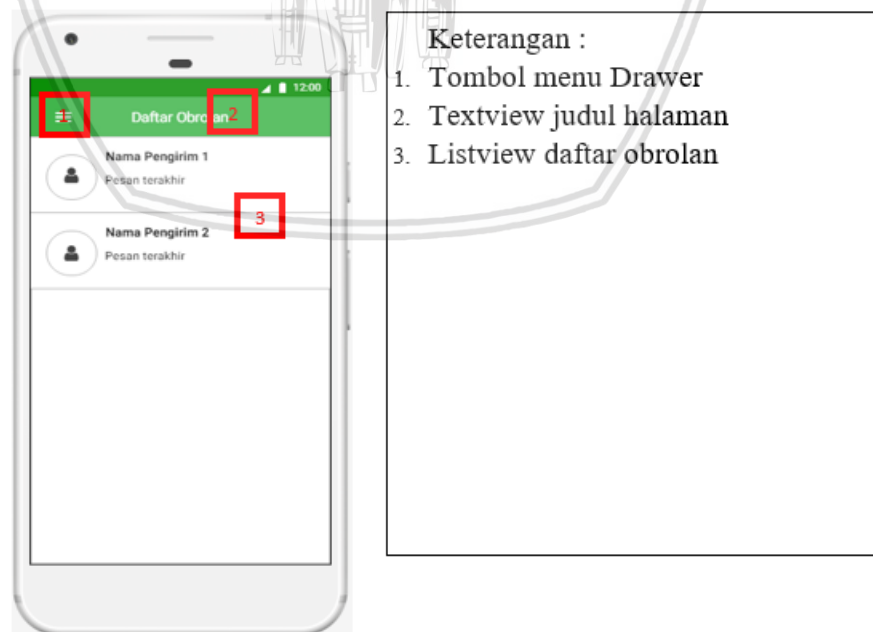 12:00
1
Daftar Obrolan
2
Nama Pengirim 1
Pesan terakhir
3
Nama Pengirim 2
Pesan terakhir
Keterangan :
1. Tombol menu Drawer
2. Textview judul halaman
3. Listview daftar obrolan